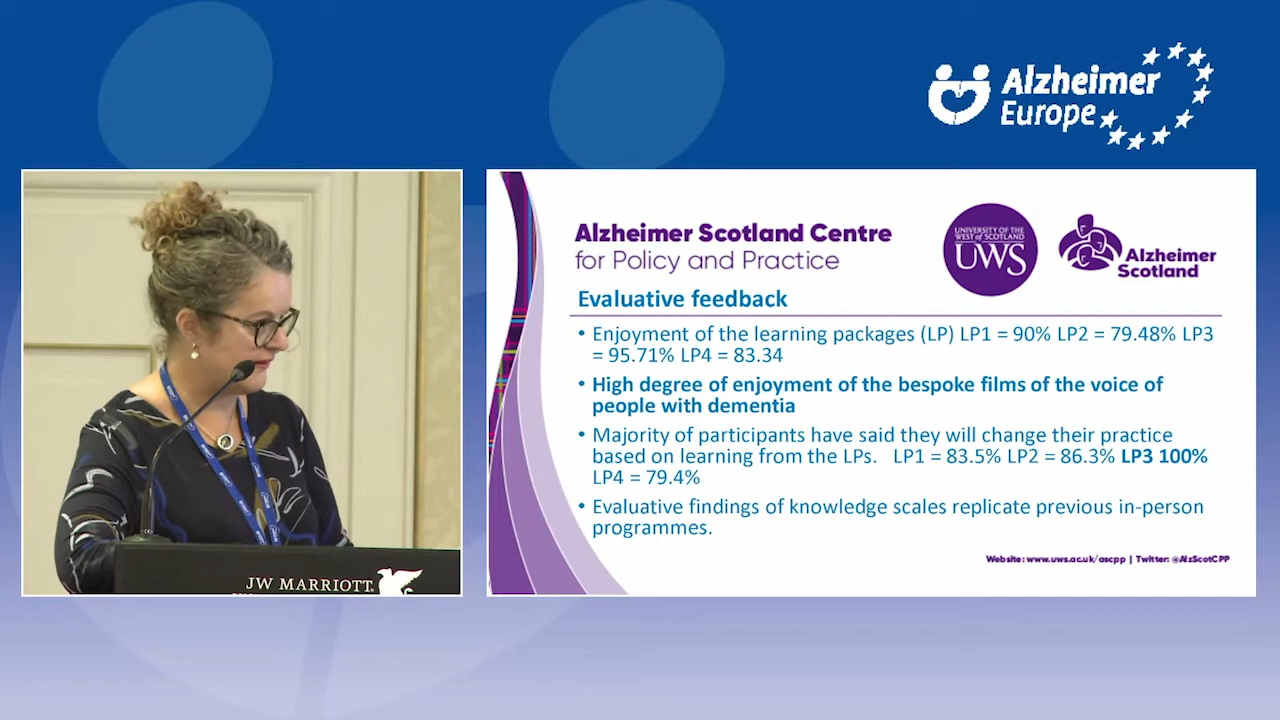 Alzheimer
Europe
Alzheimer Scotland Centre
for Policy and Practice
UNIVERSITY OF THE
WEST OF SCOTLAND
UWS
Alzheimer
Scotland
Evaluative feedback
• Enjoyment of the learning packages (LP) LP1 = 90% LP2 = 79.48% LP3
= 95.71% LP4 = 83.34
• High degree of enjoyment of the bespoke films of the voice of
people with dementia
• Majority of participants have said they will change their practice
based on learning from the LPs. LP1 = 83.5% LP2 = 86.3% LP3 100%
LP4 = 79.4%
• Evaluative findings of knowledge scales replicate previous in-person
programmes.
Website: www.uws.ac.uk/ascpp | Twitter: @AlzScotCPP
JW MARRIOTT